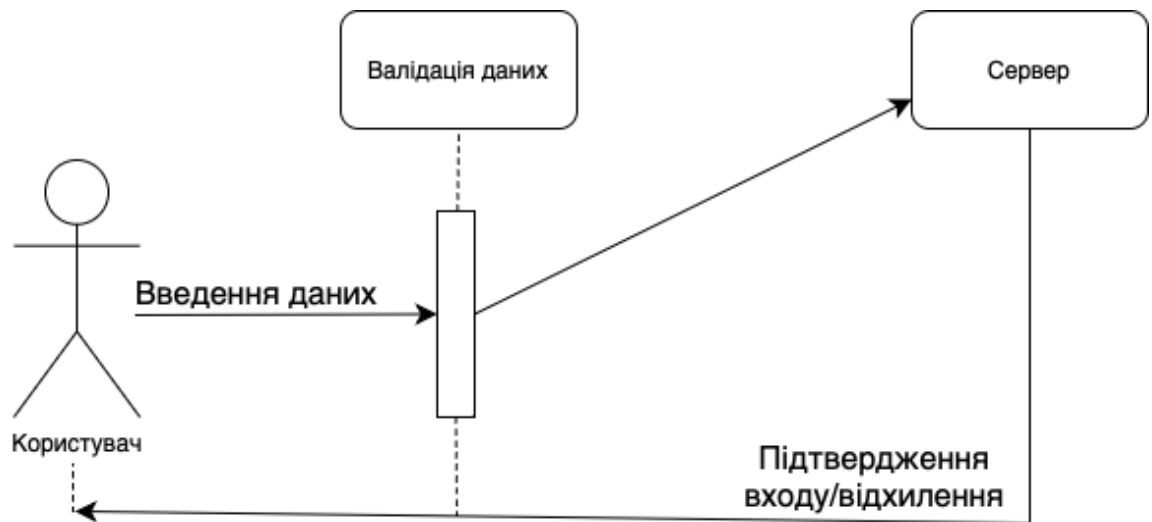 Валідація даних
Сервер
Введення даних
Користувач
Підтвердження
входу/відхилення